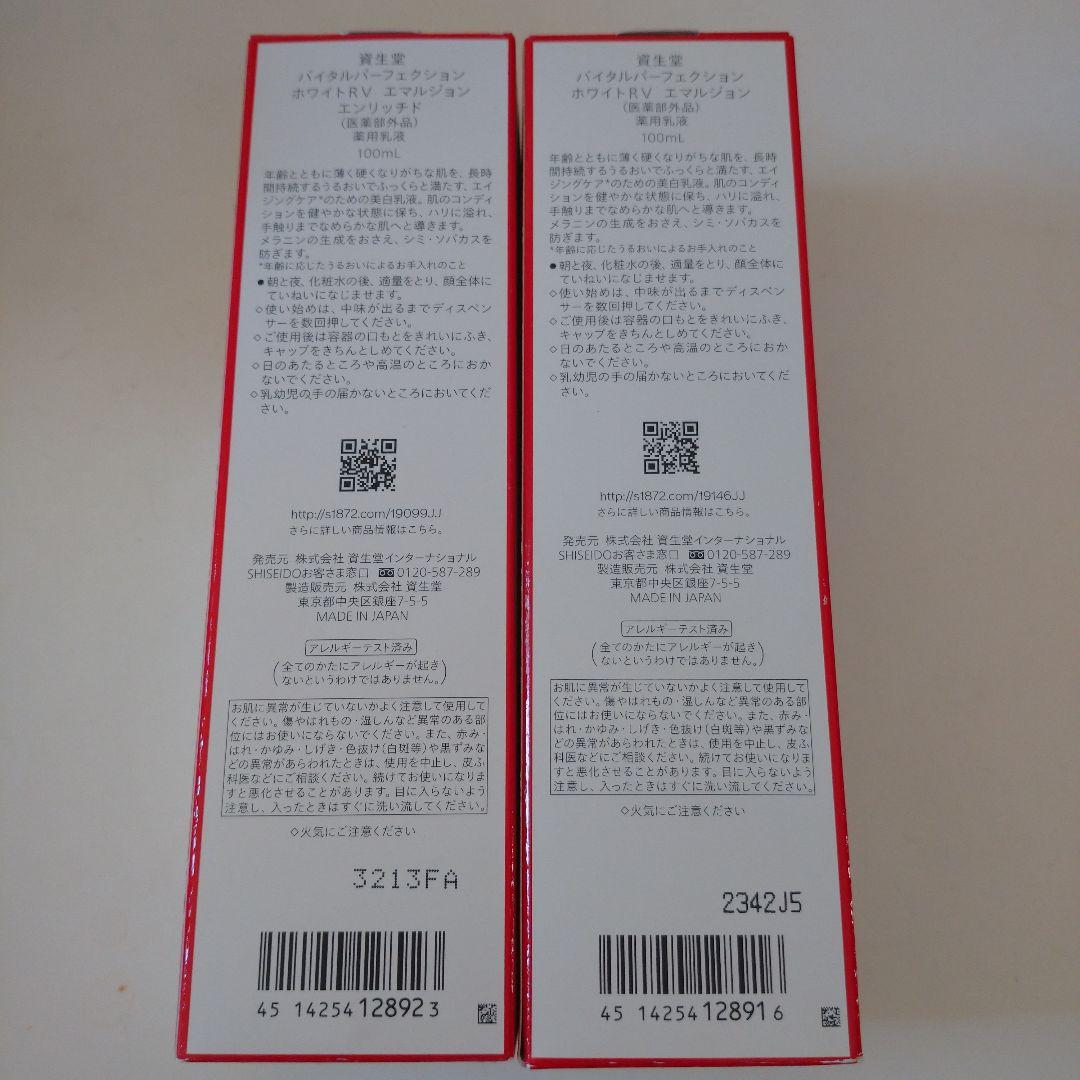 資生堂
バイタルパーフェクション
ホワイトRV エマルジョン
エンリッチド
（医薬部外品）
薬用乳液
100mL
年齢とともに薄く硬くなりがちな肌を、長時
間持続するうるおいでふっくらと満たす、エイ
ジングケア*のための美白乳液。肌のコンディ
ションを健やかな状態に保ち、ハリに溢れ、
手触りまでなめらかな肌へと導きます。
メラニンの生成をおさえ、シミ・ソバカスを
防ぎます。
*年齢に応じたうるおいによるお手入れのこと
●朝と夜、化粧水の後、適量をとり、顔全体に
ていねいになじませます。
◇使い始めは、中味が出るまでディスペン
サーを数回押してください。
◇ご使用後は容器の口もとをきれいにふき、
キャップをきちんとしめてください。
◇日のあたるところや高温のところにおか
ないでください。
◇乳幼児の手の届かないところにおいてくだ
さい。
http://s1872.com/19099JJ
さらに詳しい商品情報はこちら。
発売元 株式会社 資生堂インターナショナル
SHISEIDOお客さま窓口 0120-587-289
製造販売元 株式会社 資生堂
東京都中央区銀座7-5-5
MADE IN JAPAN
アレルギーテスト済み
（全てのかたにアレルギーが起き
ないというわけではありません。）
お肌に異常が生じていないかよく注意して使用して
ください。傷やはれもの・湿しんなど異常のある部
位にはお使いにならないでください。また、赤み・
はれ・かゆみ・しげき・色抜け（白斑等）や黒ずみな
どの異常があらわれたときは、使用を中止し、皮ふ
科医などにご相談ください。続けてお使いになりま
すと悪化させることがあります。目に入らないよう
注意し、入ったときはすぐに洗い流してください。
◇火気にご注意ください
3213FA
45 14254 12892 3
資生堂
バイタルパーフェクション
ホワイトRV エマルジョン
（医薬部外品）
薬用乳液
100mL
年齢とともに薄く硬くなりがちな肌を、長時
間持続するうるおいでふっくらと満たす、エイ
ジングケア*のための美白乳液。肌のコンディ
ションを健やかな状態に保ち、ハリに溢れ、
手触りまでなめらかな肌へと導きます。
メラニンの生成をおさえ、シミ・ソバカスを
防ぎます。
*年齢に応じたうるおいによるお手入れのこと
●朝と夜、化粧水の後、適量をとり、顔全体に
ていねいになじませます。
◇使い始めは、中味が出るまでディスペン
サーを数回押してください。
◇ご使用後は容器の口もとをきれいにふき、
キャップをきちんとしめてください。
◇日のあたるところや高温のところにおか
ないでください。
◇乳幼児の手の届かないところにおいてくだ
さい。
http://s1872.com/19146JJ
さらに詳しい商品情報はこちら。
発売元 株式会社 資生堂インターナショナル
SHISEIDOお客さま窓口 0120-587-289
製造販売元 株式会社 資生堂
東京都中央区銀座7-5-5
MADE IN JAPAN
アレルギーテスト済み
（全てのかたにアレルギーが起き
ないというわけではありません。）
お肌に異常が生じていないかよく注意して使用して
ください。傷やはれもの・湿しんなど異常のある部
位にはお使いにならないでください。また、赤み・
はれ・かゆみ・しげき・色抜け（白斑等）や黒ずみな
どの異常があらわれたときは、使用を中止し、皮ふ
科医などにご相談ください。続けてお使いになりま
すと悪化させることがあります。目に入らないよう
注意し、入ったときはすぐに洗い流してください。
◇火気にご注意ください
2342J5
45 14254 12891 6